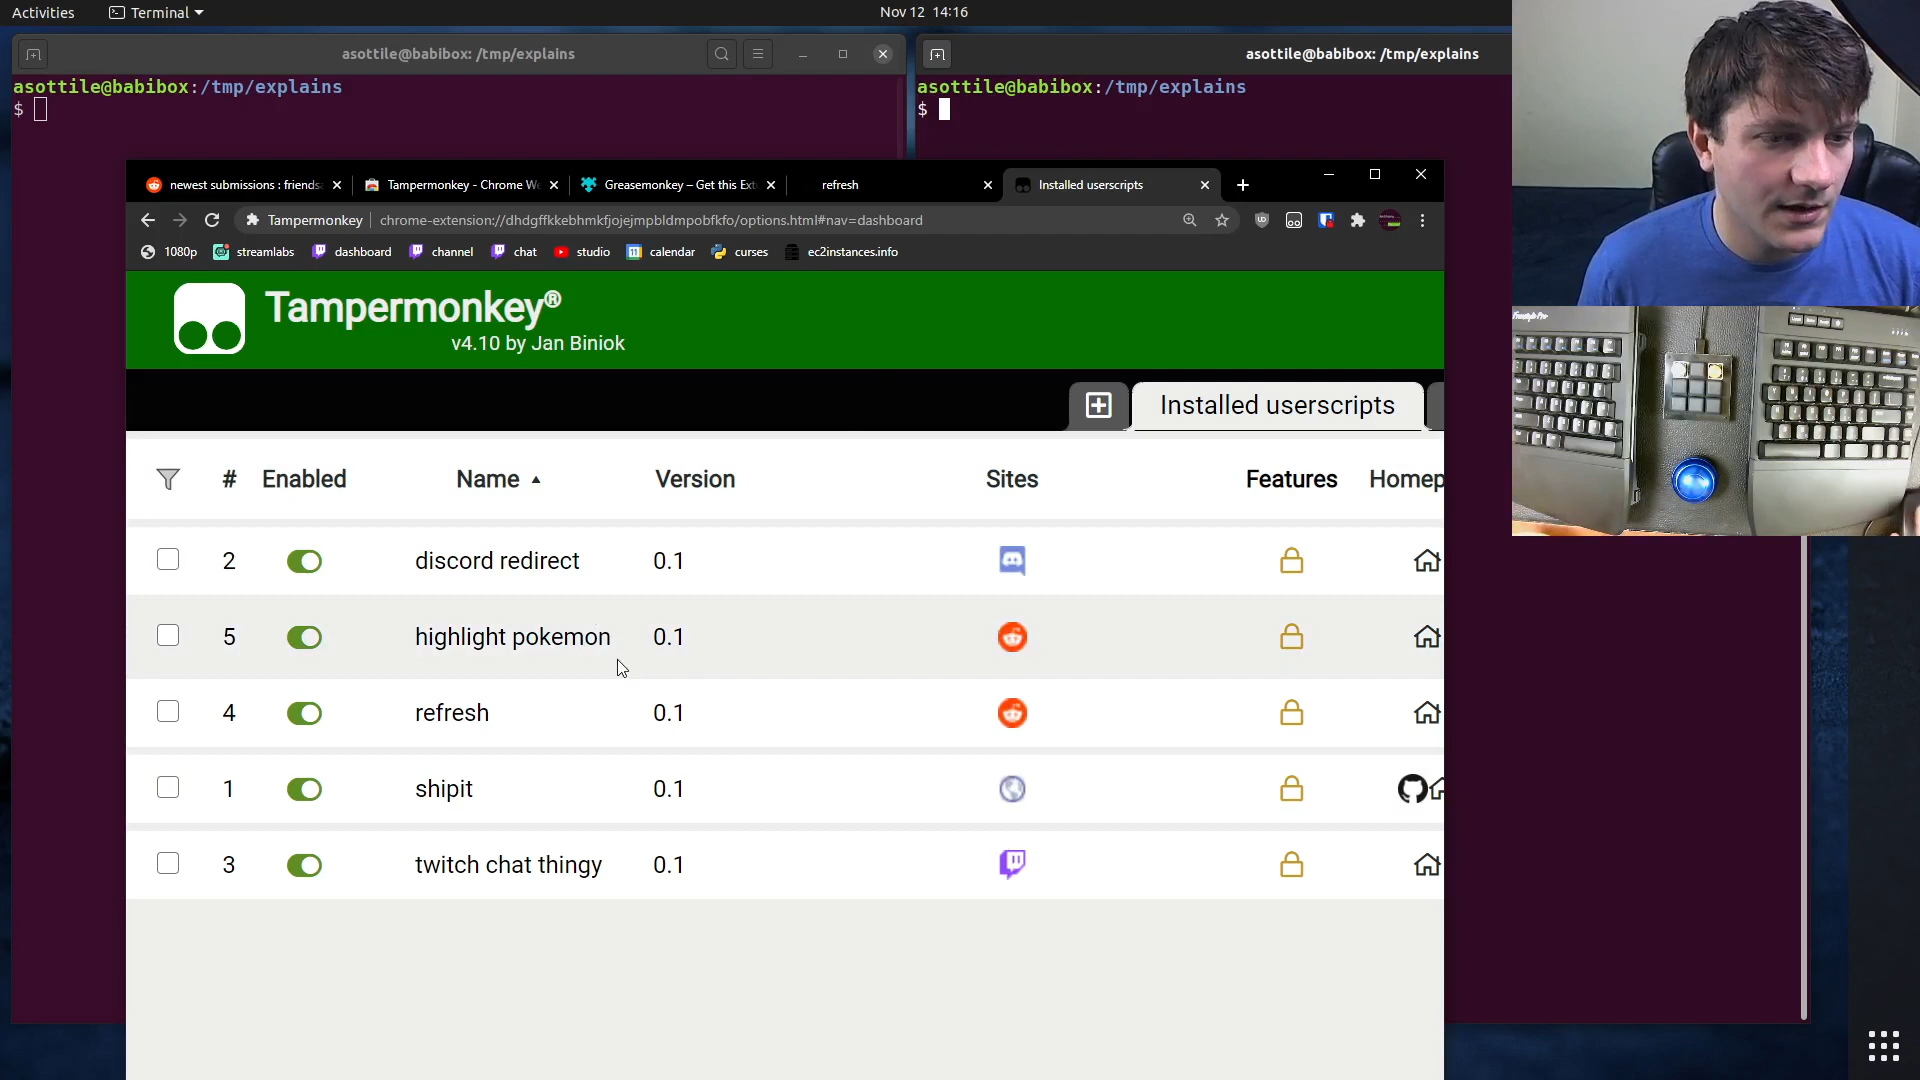 Activities Terminal Nov 12 14:16
asottile@babibox: /tmp/explains
asottile@babibox: /tmp/explains
asottile@babibox:/tmp/explains
$
asottile@babibox:/tmp/explains
$
newest submissions : friends
Tampermonkey - Chrome We
Greasemonkey – Get this Ext
refresh
Installed userscripts
Tampermonkey chrome-extension://dhdgffkkebhmkfjojejmpbldmpobfkfo/options.html#nav=dashboard
1080p streamlabs dashboard channel chat studio calendar curses ec2instances.info
Tampermonkey®
v4.10 by Jan Biniok
Installed userscripts
# Enabled Name Version Sites Features Homep
2 discord redirect 0.1
5 highlight pokemon 0.1
4 refresh 0.1
1 shipit 0.1
3 twitch chat thingy 0.1
Freestyle Pro